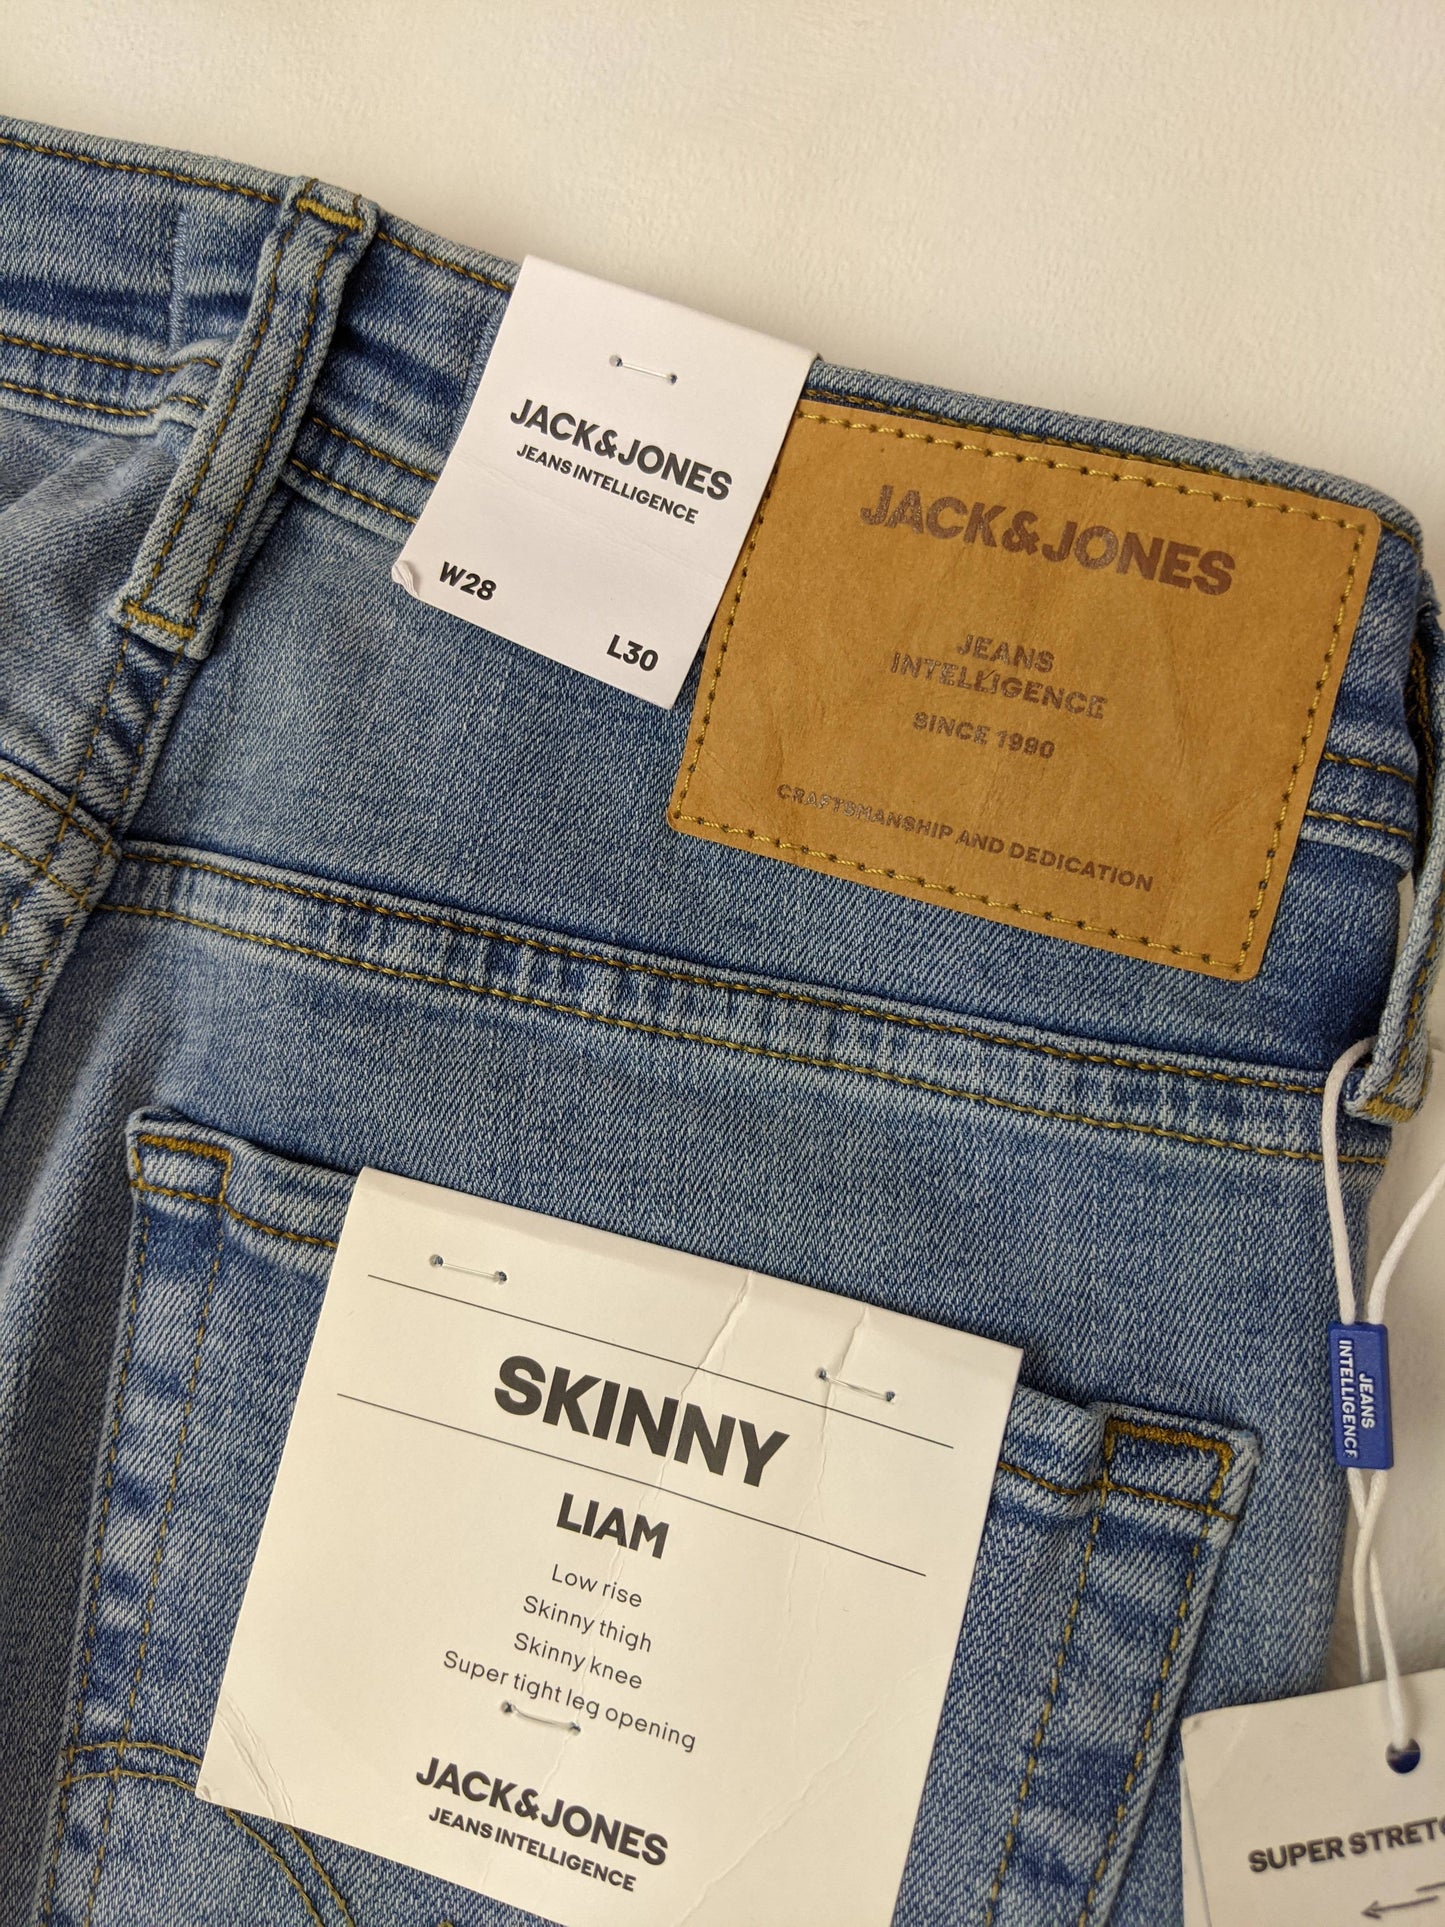 JACK&JONES
JEANS INTELLIGENCE
W28
L30
JACK&JONES
JEANS
INTELLIGENCE
SINCE 1990
CRAFTSMANSHIP AND DEDICATION
SKINNY
LIAM
Low rise
Skinny thigh
Skinny knee
Super tight leg opening
JACK&JONES
JEANS INTELLIGENCE
JEANS
INTELLIGENCE
SUPER